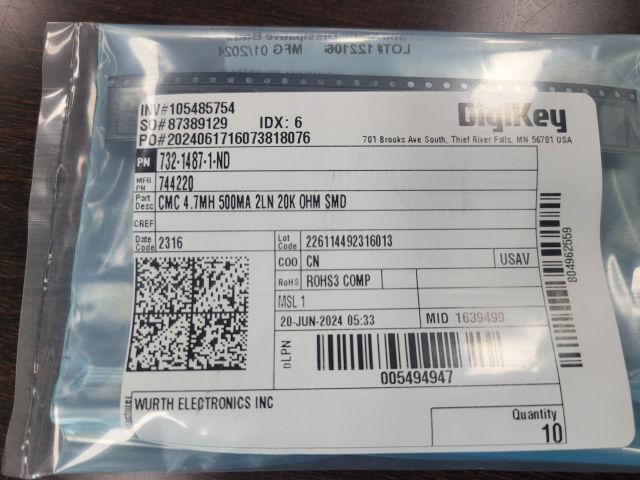 LOT# 122106 MFG 01/2024
INV#105485754
SO#87389129 IDX: 6
PO#2024061716073818076
DigiKey
701 Brooks Ave South, Thief River Falls, MN 56701 USA
PN 732-1487-1-ND
MFR PN 744220
Part Desc CMC 4.7MH 500MA 2LN 20K OHM SMD
CREF
Date Code 2316
Lot Code 226114492316013
COO CN USAV
RoHS ROHS3 COMP
MSL 1
20-JUN-2024 05:33 MID 1639499
oLPN
005494947
804962559
WURTH ELECTRONICS INC
Quantity
10